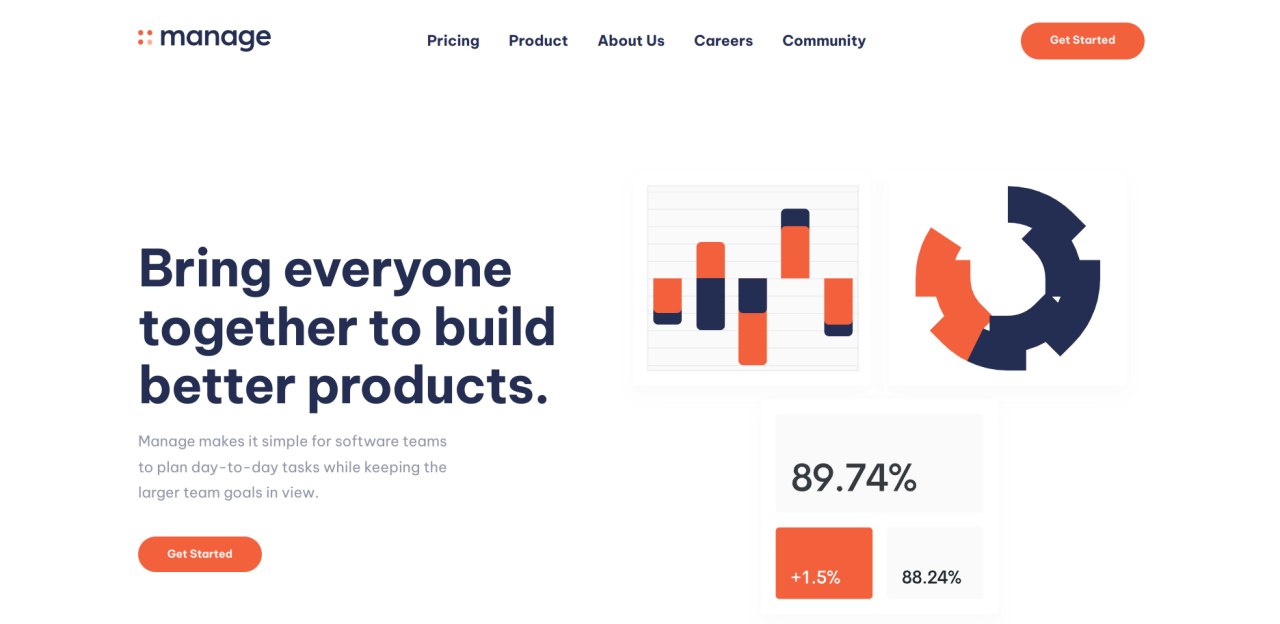 manage
Pricing Product About Us Careers Community
Get Started
Bring everyone
together to build
better products.
Manage makes it simple for software teams
to plan day-to-day tasks while keeping the
larger team goals in view.
Get Started
89.74%
+1.5% 88.24%